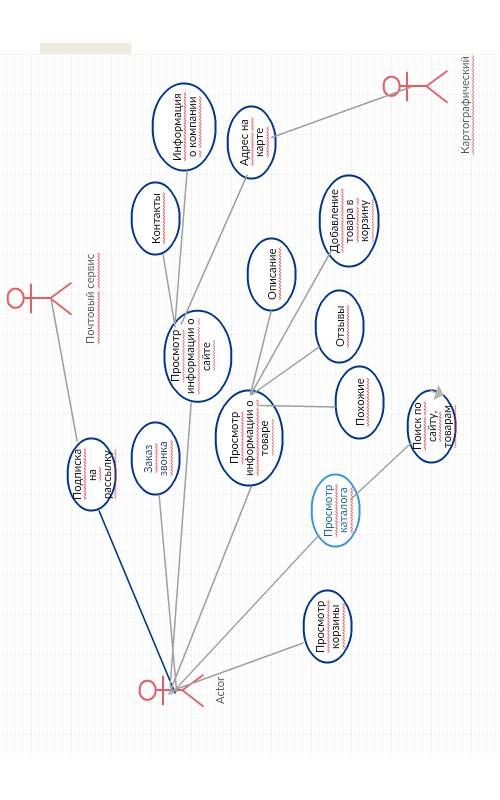 Почтовый сервис
Подписка
на
рассылку
Заказ
звонка
Контакты
Информация
о компании
Адрес на
карте
Картографический
Просмотр
информации о
сайте
Описание
Добавление
товара в
корзину
Отзывы
Похожие
Просмотр
информации о
товаре
Поиск по
сайту,
товарам
Просмотр
каталога
Просмотр
корзины
Actor